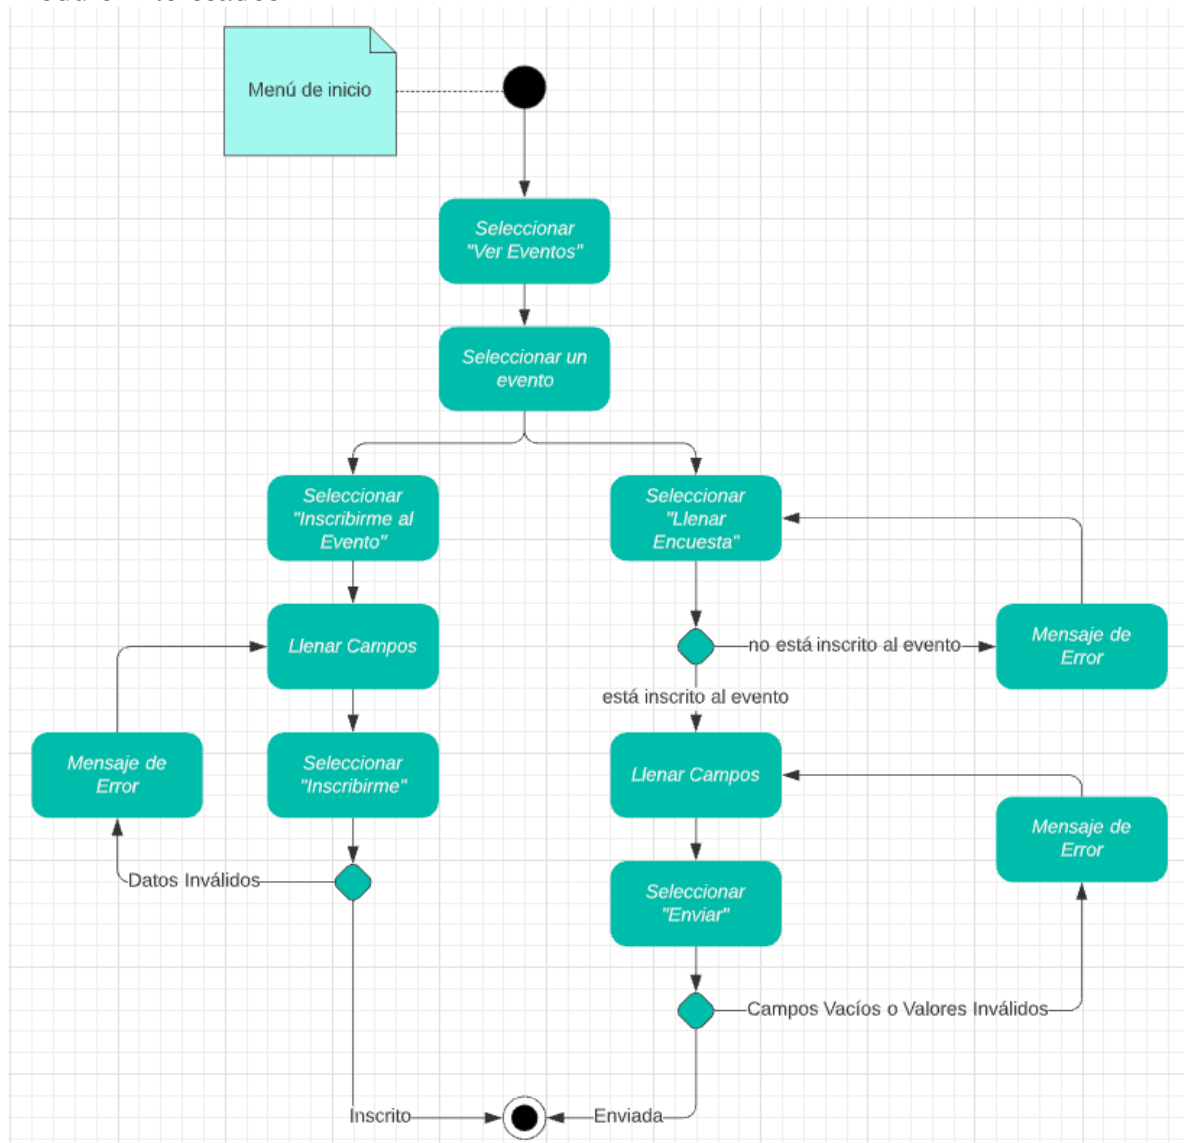 Menú de inicio
Seleccionar
"Ver Eventos"
Seleccionar un
evento
Seleccionar
"Inscribirme al
Evento"
Seleccionar
"Llenar
Encuesta"
Llenar Campos
no está inscrito al evento
Mensaje de
Error
está inscrito al evento
Mensaje de
Error
Seleccionar
"Inscribirme"
Llenar Campos
Mensaje de
Error
Datos Inválidos
Seleccionar
"Enviar"
Campos Vacíos o Valores Inválidos
Inscrito
Enviada